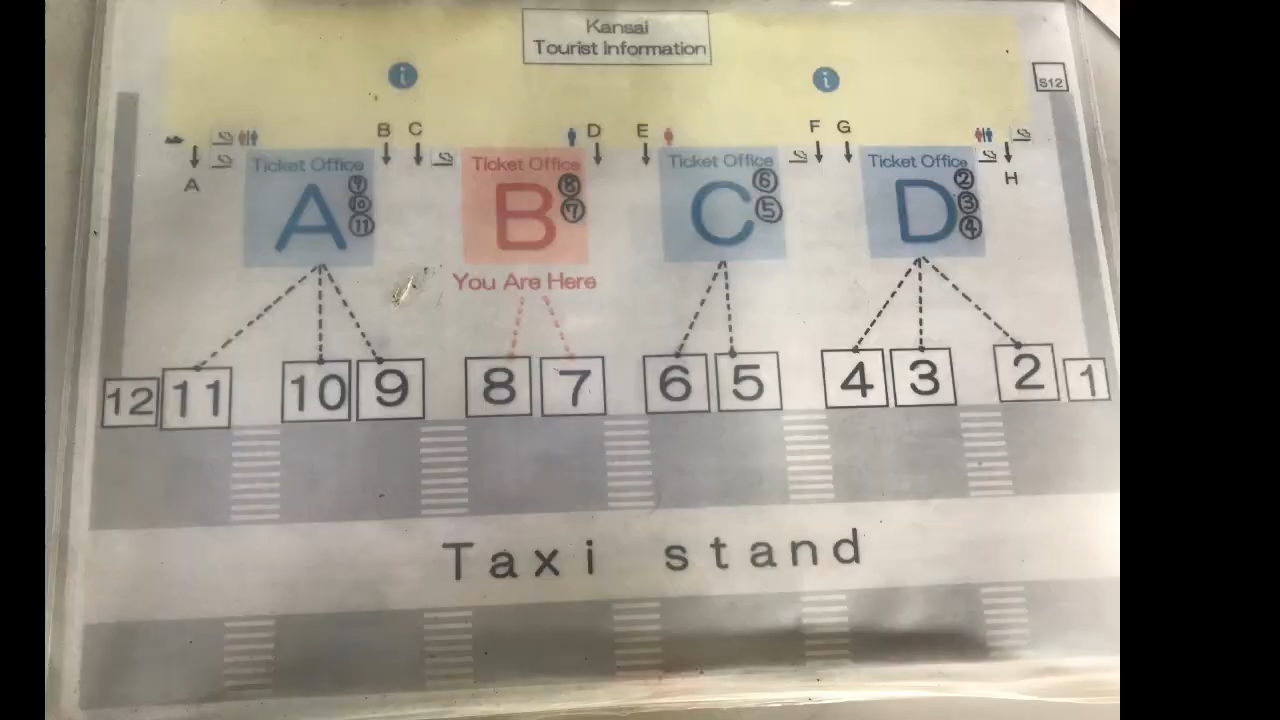 Kansai
Tourist Information
i
i
S12
A
B
C
D
E
F
G
H
Ticket Office
A
⑨
⑩
⑪
Ticket Office
B
⑧
⑦
You Are Here
Ticket Office
C
⑥
⑤
Ticket Office
D
②
③
④
12 11 10 9 8 7 6 5 4 3 2 1
Taxi stand